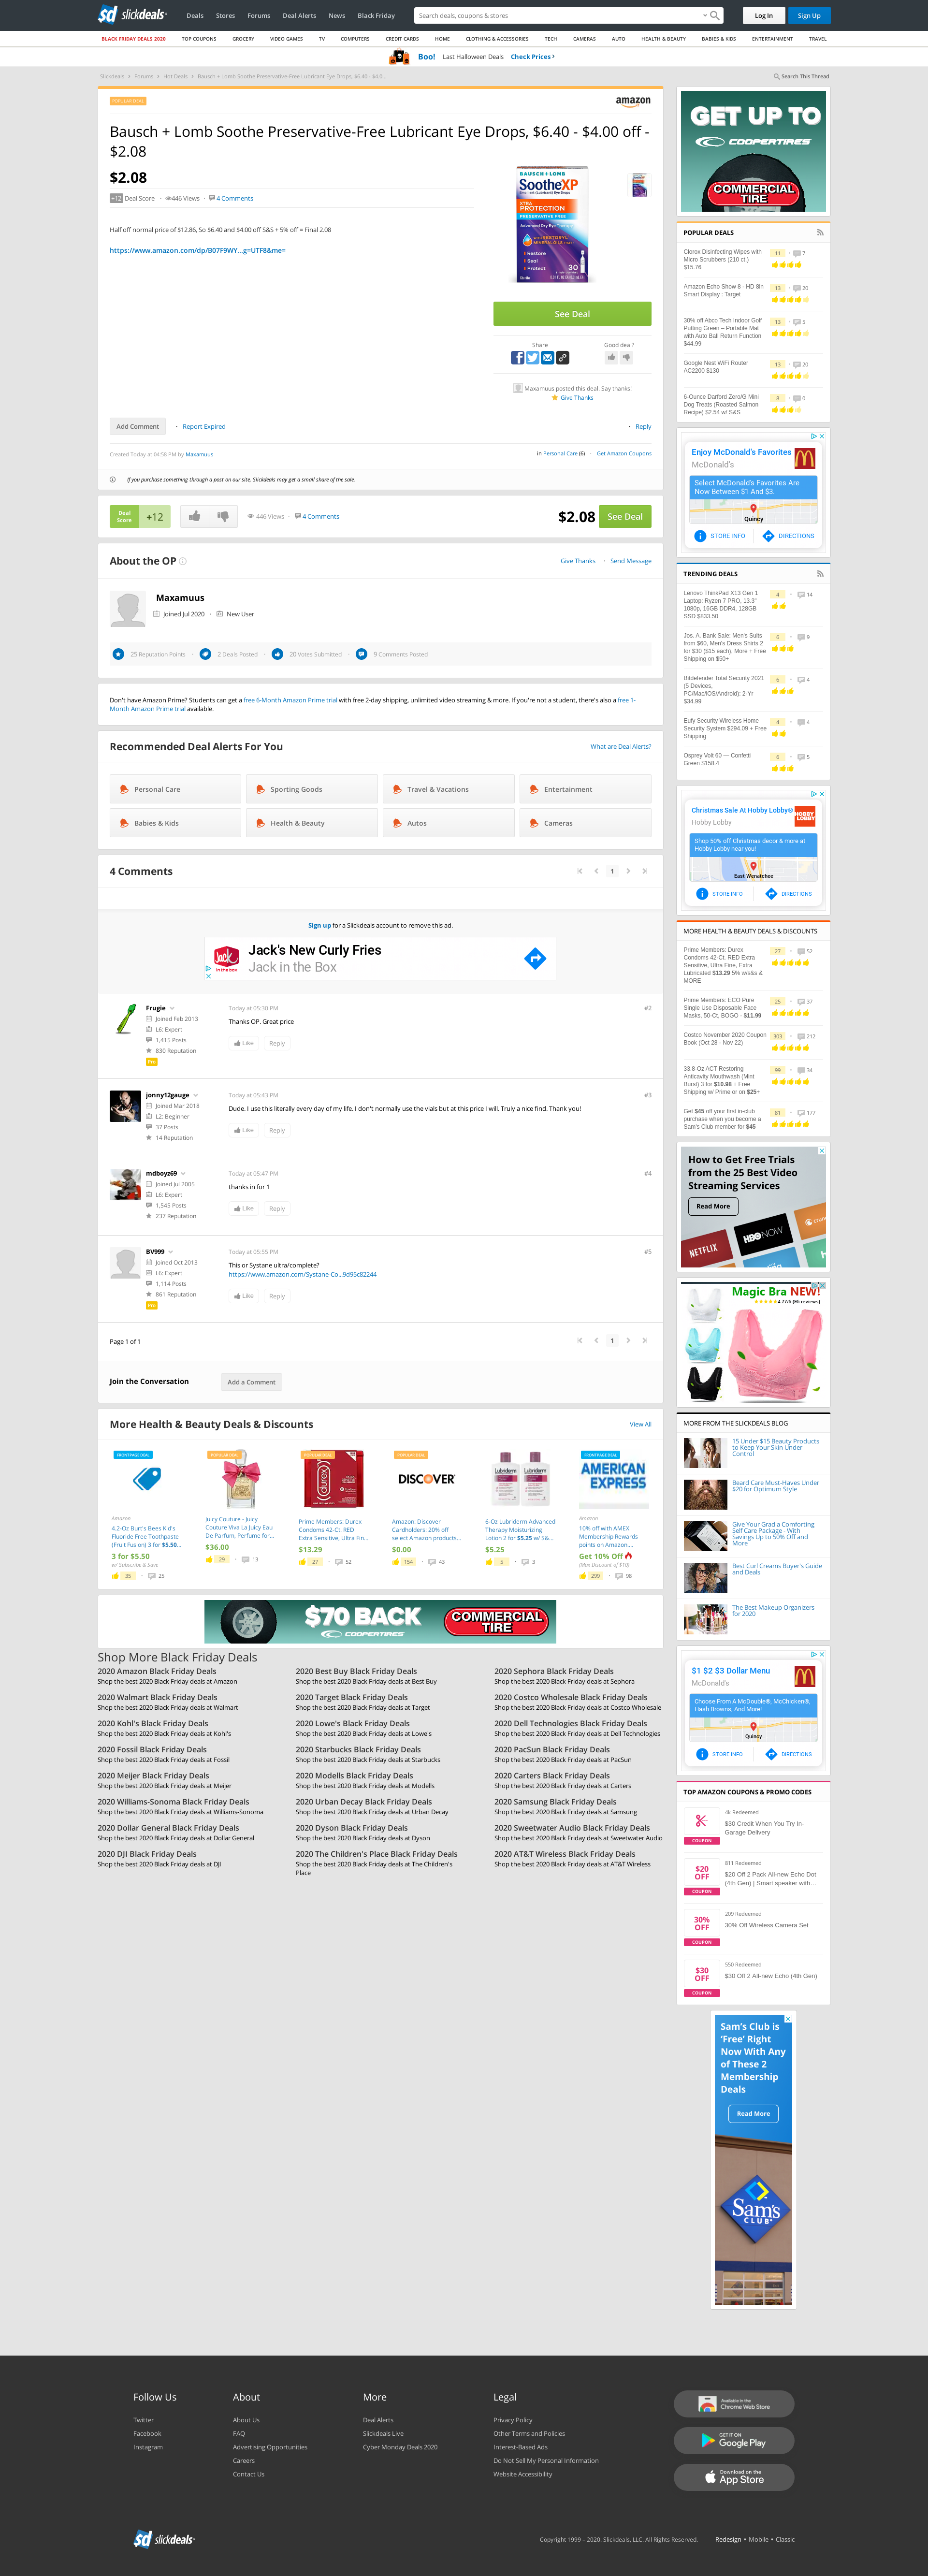 slickdeals
Deals
Stores
Forums
Deal Alerts
News
Black Friday
Search deals, coupons & stores
Log In
Sign Up
BLACK FRIDAY DEALS 2020
TOP COUPONS
GROCERY
VIDEO GAMES
TV
COMPUTERS
CREDIT CARDS
HOME
CLOTHING & ACCESSORIES
TECH
CAMERAS
AUTO
HEALTH & BEAUTY
BABIES & KIDS
ENTERTAINMENT
TRAVEL
Boo! Last Halloween Deals Check Prices
Slickdeals
Forums
Hot Deals
Bausch + Lomb Soothe Preservative-Free Lubricant Eye Drops, $6.40 - $4.0...
Search This Thread
POPULAR DEAL
amazon
Bausch + Lomb Soothe Preservative-Free Lubricant Eye Drops, $6.40 - $4.00 off - $2.08
$2.08
+12 Deal Score
446 Views
4 Comments
Half off normal price of $12.86, So $6.40 and $4.00 off S&S + 5% off = Final 2.08
https://www.amazon.com/dp/B07F9WY...g=UTF8&me=
BAUSCH + LOMB
SootheXP
XTRA
PROTECTION
PRESERVATIVE FREE
Advanced Dry Eye Therapy
Restore
Seal
Protect
30
See Deal
Share
Good deal?
Maxamuus posted this deal. Say thanks!
Give Thanks
Add Comment
Report Expired
Reply
Created Today at 04:58 PM by Maxamuus
in Personal Care (6)
Get Amazon Coupons
If you purchase something through a post on our site, Slickdeals may get a small share of the sale.
Deal Score
+12
446 Views
4 Comments
$2.08
See Deal
About the OP
Give Thanks
Send Message
Maxamuus
Joined Jul 2020
New User
25 Reputation Points
2 Deals Posted
20 Votes Submitted
9 Comments Posted
Don't have Amazon Prime? Students can get a free 6-Month Amazon Prime trial with free 2-day shipping, unlimited video streaming & more. If you're not a student, there's also a free 1-
Month Amazon Prime trial available.
Recommended Deal Alerts For You
What are Deal Alerts?
Personal Care
Sporting Goods
Travel & Vacations
Entertainment
Babies & Kids
Health & Beauty
Autos
Cameras
4 Comments
1
Sign up for a Slickdeals account to remove this ad.
Jack's New Curly Fries
Jack in the Box
Frugie
Joined Feb 2013
L6: Expert
1,415 Posts
830 Reputation
Pro
Today at 05:30 PM
#2
Thanks OP. Great price
Like
Reply
jonny12gauge
Joined Mar 2018
L2: Beginner
37 Posts
14 Reputation
Today at 05:43 PM
#3
Dude. I use this literally every day of my life. I don't normally use the vials but at this price I will. Truly a nice find. Thank you!
Like
Reply
mdboyz69
Joined Jul 2005
L6: Expert
1,545 Posts
237 Reputation
Today at 05:47 PM
#4
thanks in for 1
Like
Reply
BV999
Joined Oct 2013
L6: Expert
1,114 Posts
861 Reputation
Pro
Today at 05:55 PM
#5
This or Systane ultra/complete?
https://www.amazon.com/Systane-Co...9d95c82244
Like
Reply
Page 1 of 1
1
Join the Conversation
Add a Comment
More Health & Beauty Deals & Discounts
View All
FRONTPAGE DEAL
Amazon
4.2-Oz Burt's Bees Kid's
Fluoride Free Toothpaste
(Fruit Fusion) 3 for $5.50...
3 for $5.50
w/ Subscribe & Save
35
25
POPULAR DEAL
Juicy Couture - Juicy
Couture Viva La Juicy Eau
De Parfum, Perfume for...
$36.00
29
13
POPULAR DEAL
Prime Members: Durex
Condoms 42-Ct. RED
Extra Sensitive, Ultra Fin...
$13.29
27
52
POPULAR DEAL
DISCOVER
Amazon: Discover
Cardholders: 20% off
select Amazon products...
$0.00
154
43
Lubriderm
6-Oz Lubriderm Advanced
Therapy Moisturizing
Lotion 2 for $5.25 w/ S&...
$5.25
5
3
FRONTPAGE DEAL
AMERICAN EXPRESS
Amazon
10% off with AMEX
Membership Rewards
points on Amazon....
Get 10% Off
(Max Discount of $15)
299
98
$70 BACK
COOPERTIRES
COMMERCIAL TIRE
Shop More Black Friday Deals
2020 Amazon Black Friday Deals
Shop the best 2020 Black Friday deals at Amazon
2020 Best Buy Black Friday Deals
Shop the best 2020 Black Friday deals at Best Buy
2020 Sephora Black Friday Deals
Shop the best 2020 Black Friday deals at Sephora
2020 Walmart Black Friday Deals
Shop the best 2020 Black Friday deals at Walmart
2020 Target Black Friday Deals
Shop the best 2020 Black Friday deals at Target
2020 Costco Wholesale Black Friday Deals
Shop the best 2020 Black Friday deals at Costco Wholesale
2020 Kohl's Black Friday Deals
Shop the best 2020 Black Friday deals at Kohl's
2020 Lowe's Black Friday Deals
Shop the best 2020 Black Friday deals at Lowe's
2020 Dell Technologies Black Friday Deals
Shop the best 2020 Black Friday deals at Dell Technologies
2020 Fossil Black Friday Deals
Shop the best 2020 Black Friday deals at Fossil
2020 Starbucks Black Friday Deals
Shop the best 2020 Black Friday deals at Starbucks
2020 PacSun Black Friday Deals
Shop the best 2020 Black Friday deals at PacSun
2020 Meijer Black Friday Deals
Shop the best 2020 Black Friday deals at Meijer
2020 Modells Black Friday Deals
Shop the best 2020 Black Friday deals at Modells
2020 Carters Black Friday Deals
Shop the best 2020 Black Friday deals at Carters
2020 Williams-Sonoma Black Friday Deals
Shop the best 2020 Black Friday deals at Williams-Sonoma
2020 Urban Decay Black Friday Deals
Shop the best 2020 Black Friday deals at Urban Decay
2020 Samsung Black Friday Deals
Shop the best 2020 Black Friday deals at Samsung
2020 Dollar General Black Friday Deals
Shop the best 2020 Black Friday deals at Dollar General
2020 Dyson Black Friday Deals
Shop the best 2020 Black Friday deals at Dyson
2020 Sweetwater Audio Black Friday Deals
Shop the best 2020 Black Friday deals at Sweetwater Audio
2020 DJI Black Friday Deals
Shop the best 2020 Black Friday deals at DJI
2020 The Children's Place Black Friday Deals
Shop the best 2020 Black Friday deals at The Children's
Place
2020 AT&T Wireless Black Friday Deals
Shop the best 2020 Black Friday deals at AT&T Wireless
GET UP TO
COOPERTIRES
COMMERCIAL TIRE
POPULAR DEALS
Clorox Disinfecting Wipes with
Micro Scrubbers (210 ct.)
$15.76
11
7
Amazon Echo Show 8 - HD 8in
Smart Display : Target
13
20
30% off Abco Tech Indoor Golf
Putting Green – Portable Mat
with Auto Ball Return Function
$44.99
13
5
Google Nest WiFi Router
AC2200 $130
13
20
6-Ounce Darford Zero/G Mini
Dog Treats (Roasted Salmon
Recipe) $2.54 w/ S&S
8
0
Enjoy McDonald's Favorites
McDonald's
Select McDonald's Favorites Are
Now Between $1 And $3.
Quincy
STORE INFO
DIRECTIONS
TRENDING DEALS
Lenovo ThinkPad X13 Gen 1
Laptop: Ryzen 7 PRO, 13.3"
1080p, 16GB DDR4, 128GB
SSD $833.50
4
14
Jos. A. Bank Sale: Men's Suits
from $60, Men's Dress Shirts 2
for $30 ($15 each), More + Free
Shipping on $50+
6
9
Bitdefender Total Security 2021
(5 Devices,
PC/Mac/iOS/Android): 2-Yr
$34.99
6
4
Eufy Security Wireless Home
Security System $294.09 + Free
Shipping
4
4
Osprey Volt 60 — Confetti
Green $158.4
6
5
Christmas Sale At Hobby Lobby®
HOBBY LOBBY
Hobby Lobby
Shop 50% off Christmas decor & more at
Hobby Lobby near you!
East Wenatchee
STORE INFO
DIRECTIONS
MORE HEALTH & BEAUTY DEALS & DISCOUNTS
Prime Members: Durex
Condoms 42-Ct. RED Extra
Sensitive, Ultra Fine, Extra
Lubricated $13.29 5% w/s&s &
MORE
27
52
Prime Members: ECO Pure
Single Use Disposable Face
Masks, 50-Ct. BOGO - $11.99
25
37
Costco November 2020 Coupon
Book (Oct 28 - Nov 22)
303
212
33.8-Oz ACT Restoring
Anticavity Mouthwash (Mint
Burst) 3 for $10.98 + Free
Shipping w/ Prime or on $25+
99
34
Get $45 off your first in-club
purchase when you become a
Sam's Club member for $45
81
177
How to Get Free Trials
from the 25 Best Video
Streaming Services
Read More
NETFLIX
HBO NOW
Magic Bra NEW!
4.77/5 (95 reviews)
MORE FROM THE SLICKDEALS BLOG
15 Under $15 Beauty Products
to Keep Your Skin Under
Control
Beard Care Must-Haves Under
$20 for Optimum Style
Give Your Grad a Comforting
Self Care Package - With
Savings Up to 50% Off and
More
Best Curl Creams Buyer's Guide
and Deals
The Best Makeup Organizers
for 2020
$1 $2 $3 Dollar Menu
McDonald's
Choose From A McDouble®, McChicken®,
Hash Browns, And More!
Quincy
STORE INFO
DIRECTIONS
TOP AMAZON COUPONS & PROMO CODES
COUPON
4k Redeemed
$30 Credit When You Try In-
Garage Delivery
$20 OFF
COUPON
811 Redeemed
$20 Off 2 Pack All-new Echo Dot
(4th Gen) | Smart speaker with...
30% OFF
COUPON
209 Redeemed
30% Off Wireless Camera Set
$30 OFF
COUPON
550 Redeemed
$30 Off 2 All-new Echo (4th Gen)
Sam's Club is
'Free' Right
Now With Any
of These 2
Membership
Deals
Read More
Sam's
CLUB
Follow Us
Twitter
Facebook
Instagram
About
About Us
FAQ
Advertising Opportunities
Careers
Contact Us
More
Deal Alerts
Slickdeals Live
Cyber Monday Deals 2020
Legal
Privacy Policy
Other Terms and Policies
Interest-Based Ads
Do Not Sell My Personal Information
Website Accessibility
Available in the
Chrome Web Store
GET IT ON
Google Play
Download on the
App Store
slickdeals
Copyright 1999 – 2020. Slickdeals, LLC. All Rights Reserved.
Redesign • Mobile • Classic